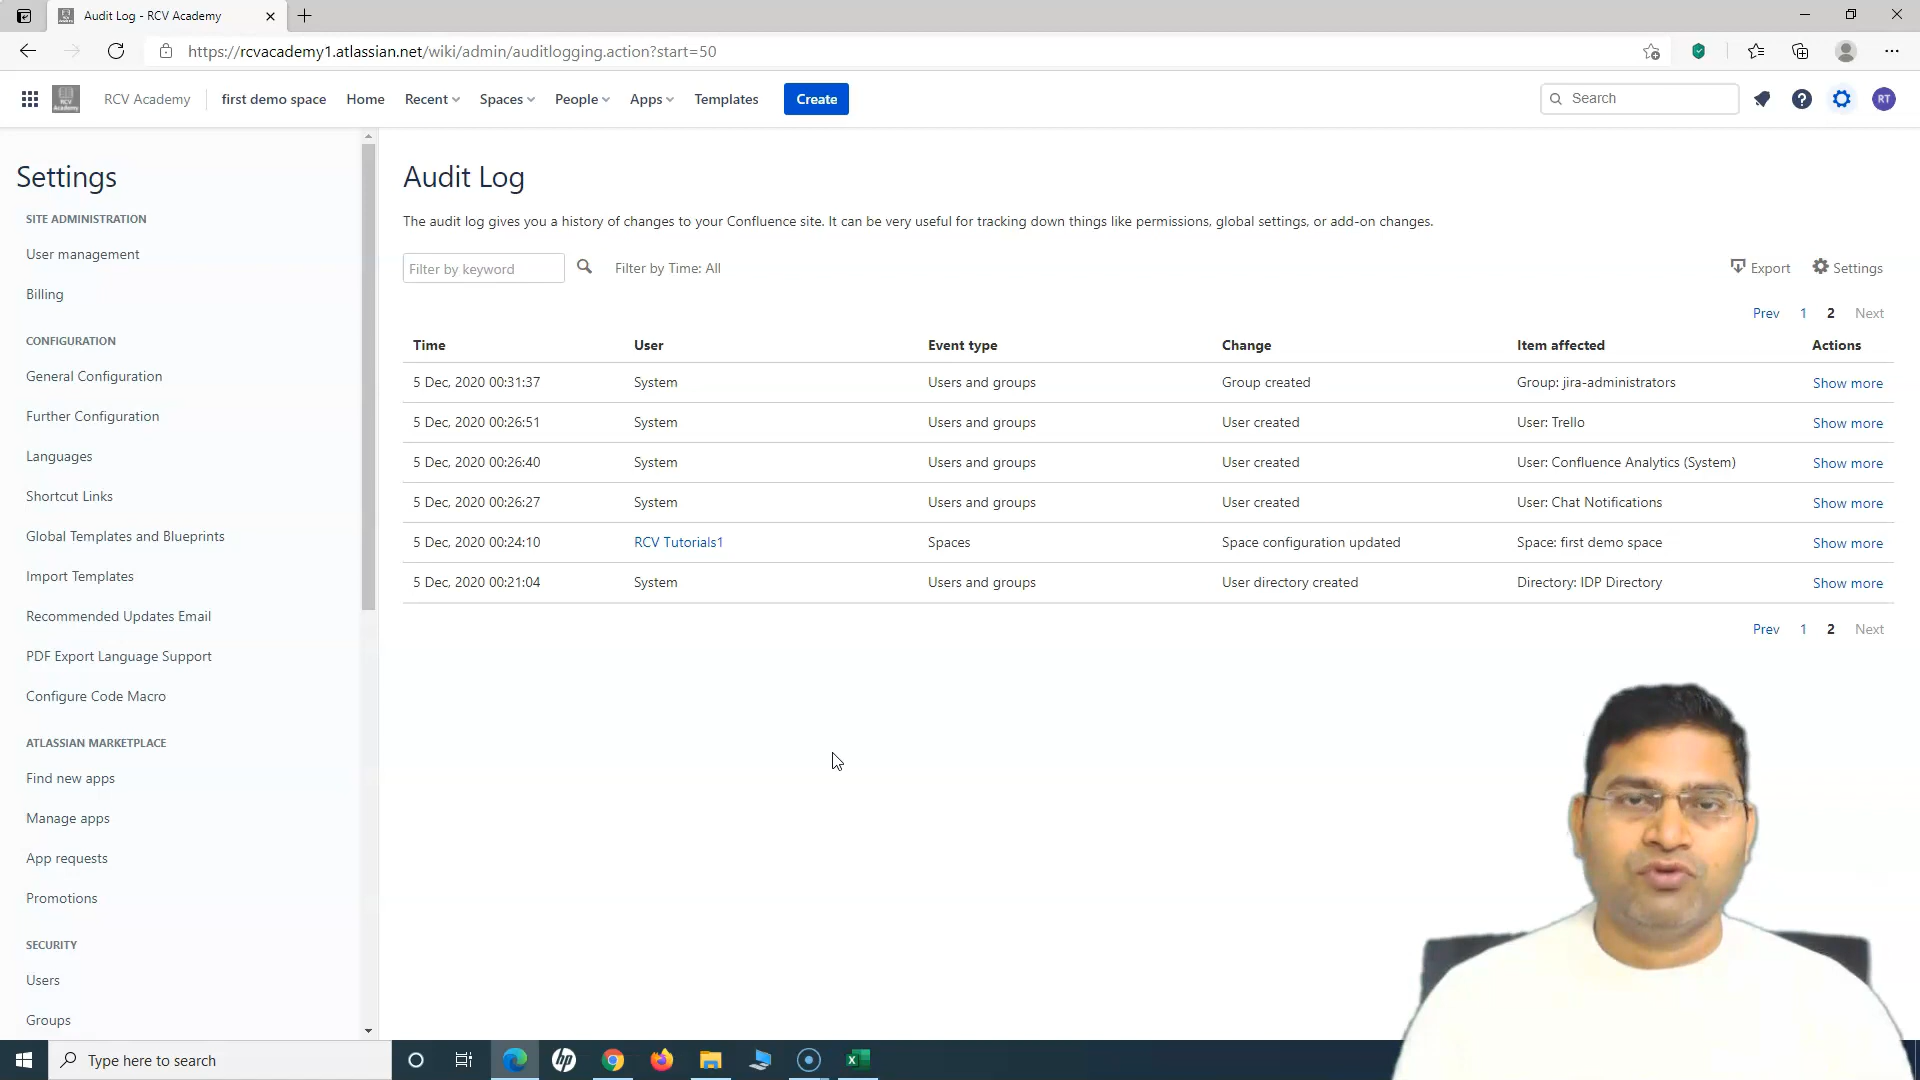 Audit Log - RCV Academy
https://rcvacademy1.atlassian.net/wiki/admin/auditlogging.action?start=50
RCV Academy
RCV Academy first demo space Home Recent Spaces People Apps Templates Create Search RT
Settings
SITE ADMINISTRATION
User management
Billing
CONFIGURATION
General Configuration
Further Configuration
Languages
Shortcut Links
Global Templates and Blueprints
Import Templates
Recommended Updates Email
PDF Export Language Support
Configure Code Macro
ATLASSIAN MARKETPLACE
Find new apps
Manage apps
App requests
Promotions
SECURITY
Users
Groups
Audit Log
The audit log gives you a history of changes to your Confluence site. It can be very useful for tracking down things like permissions, global settings, or add-on changes.
Filter by keyword Filter by Time: All Export Settings
Prev 1 2 Next
Time User Event type Change Item affected Actions
5 Dec, 2020 00:31:37 System Users and groups Group created Group: jira-administrators Show more
5 Dec, 2020 00:26:51 System Users and groups User created User: Trello Show more
5 Dec, 2020 00:26:40 System Users and groups User created User: Confluence Analytics (System) Show more
5 Dec, 2020 00:26:27 System Users and groups User created User: Chat Notifications Show more
5 Dec, 2020 00:24:10 RCV Tutorials1 Spaces Space configuration updated Space: first demo space Show more
5 Dec, 2020 00:21:04 System Users and groups User directory created Directory: IDP Directory Show more
Prev 1 2 Next
Type here to search
hp